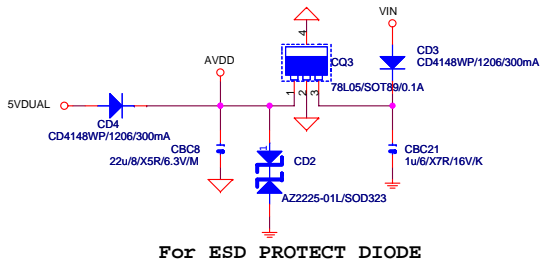 VIN
4
CQ3
CD3
CD4148WP/1206/300mA
AVDD
78L05/SOT89/0.1A
5VDUAL
1
2
3
CD4
CD4148WP/1206/300mA
CBC8
22u/8/X5R/6.3V/M
1
CD2
CBC21
1u/6/X7R/16V/K
AZ2225-01L/SOD323
For ESD PROTECT DIODE